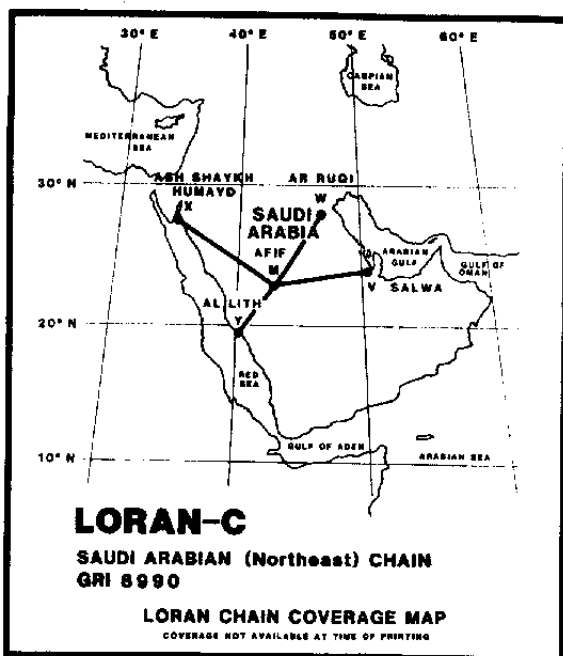 30° E 40° E 50° E 60° E
CASPIAN
SEA
MEDITERRANEAN
SEA
30° N
ASH SHAYKH
HUMAYD
X
AR RUQI
W
SAUDI
ARABIA
AFIF
M
ARABIAN
GULF
GULF OF
OMAN
V SALWA
AL LITH
Y
20° N
RED
SEA
GULF OF ADEN
ARABIAN SEA
10° N
LORAN-C
SAUDI ARABIAN (Northeast) CHAIN
GRI 8990
LORAN CHAIN COVERAGE MAP
COVERAGE NOT AVAILABLE AT TIME OF PRINTING